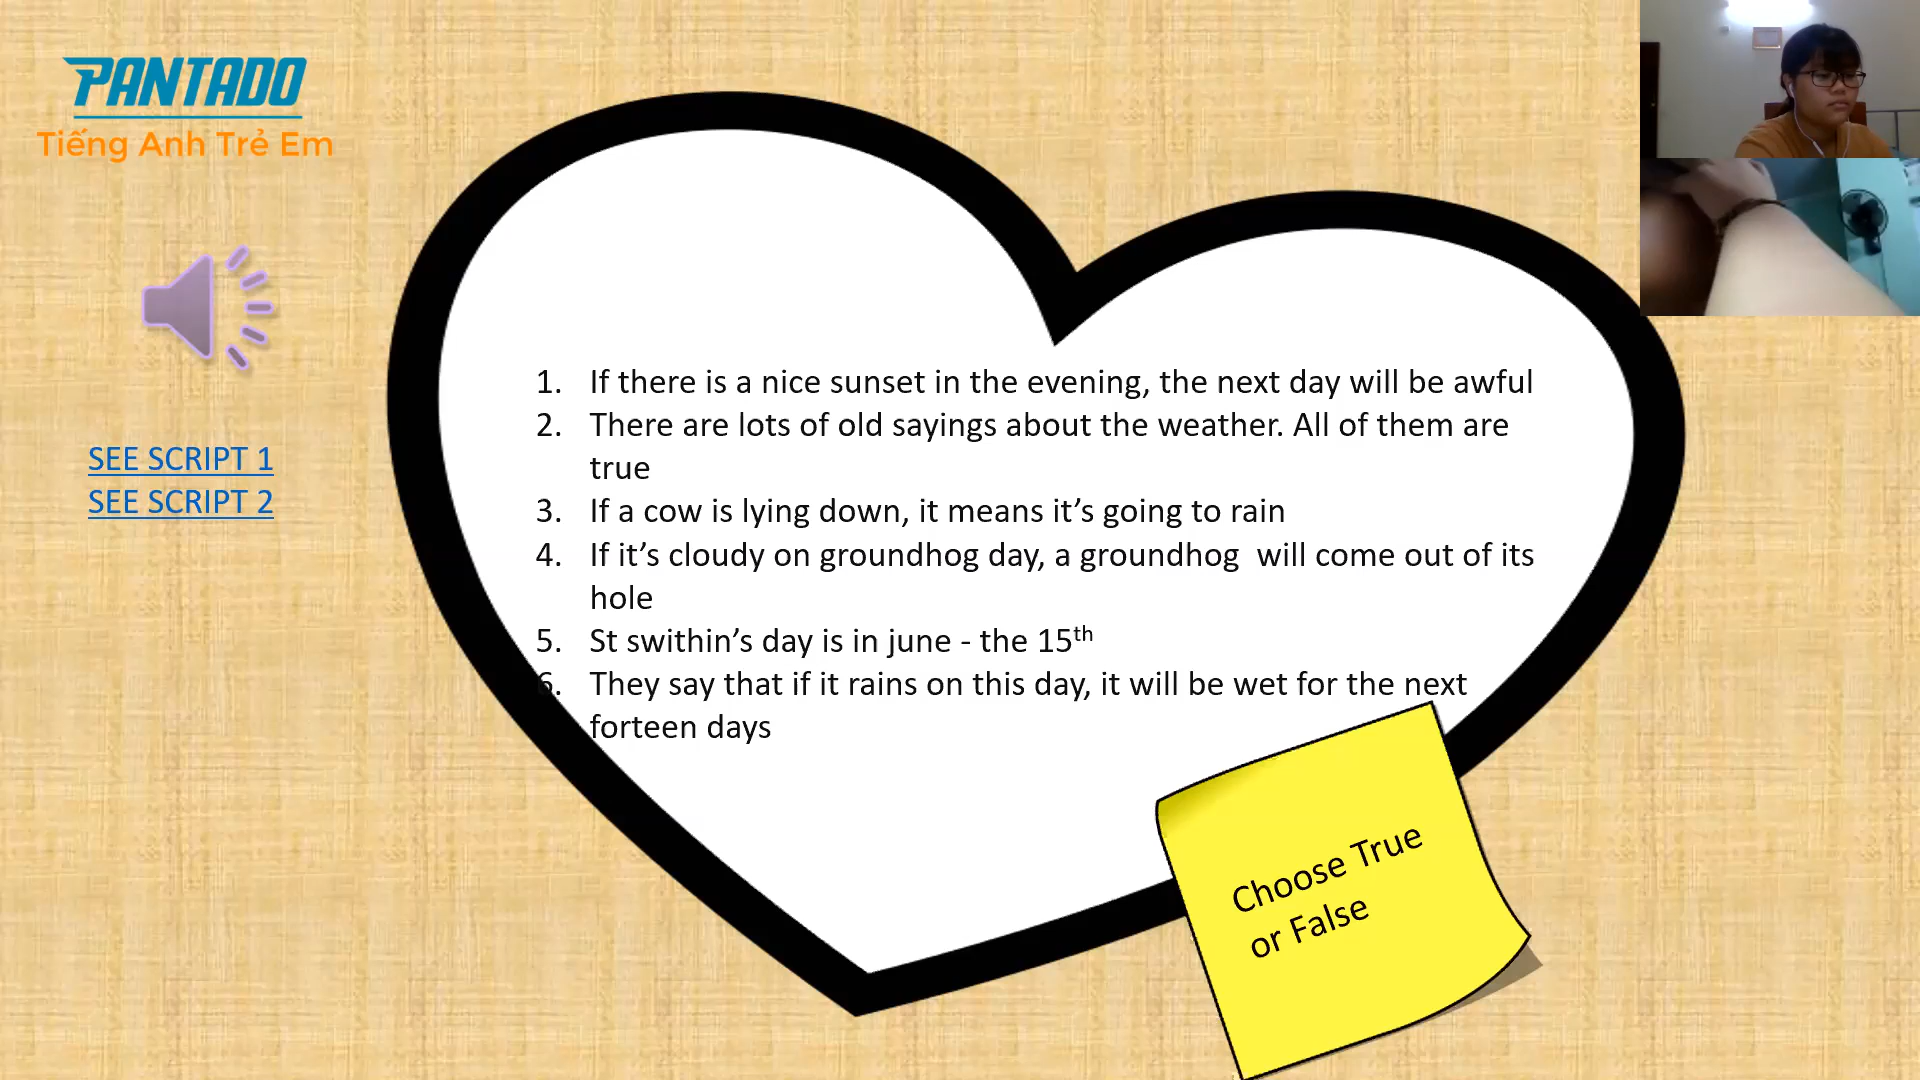 PANTADO
Tiếng Anh Trẻ Em
SEE SCRIPT 1
SEE SCRIPT 2
1. If there is a nice sunset in the evening, the next day will be awful
2. There are lots of old sayings about the weather. All of them are
true
3. If a cow is lying down, it means it’s going to rain
4. If it’s cloudy on groundhog day, a groundhog will come out of its
hole
5. St swithin’s day is in june - the 15th
6. They say that if it rains on this day, it will be wet for the next
forteen days
Choose True
or False